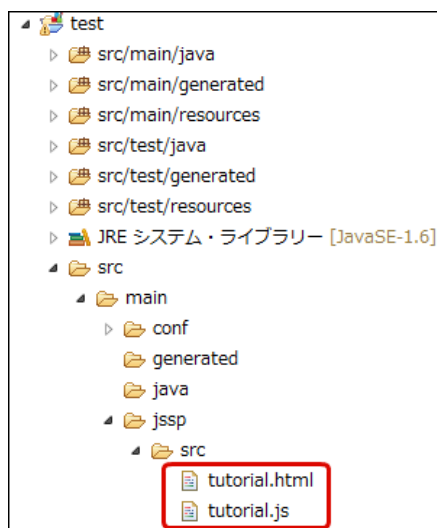 test
src/main/java
src/main/generated
src/main/resources
src/test/java
src/test/generated
src/test/resources
JRE システム・ライブラリー [JavaSE-1.6]
src
main
conf
generated
java
jssp
src
tutorial.html
tutorial.js